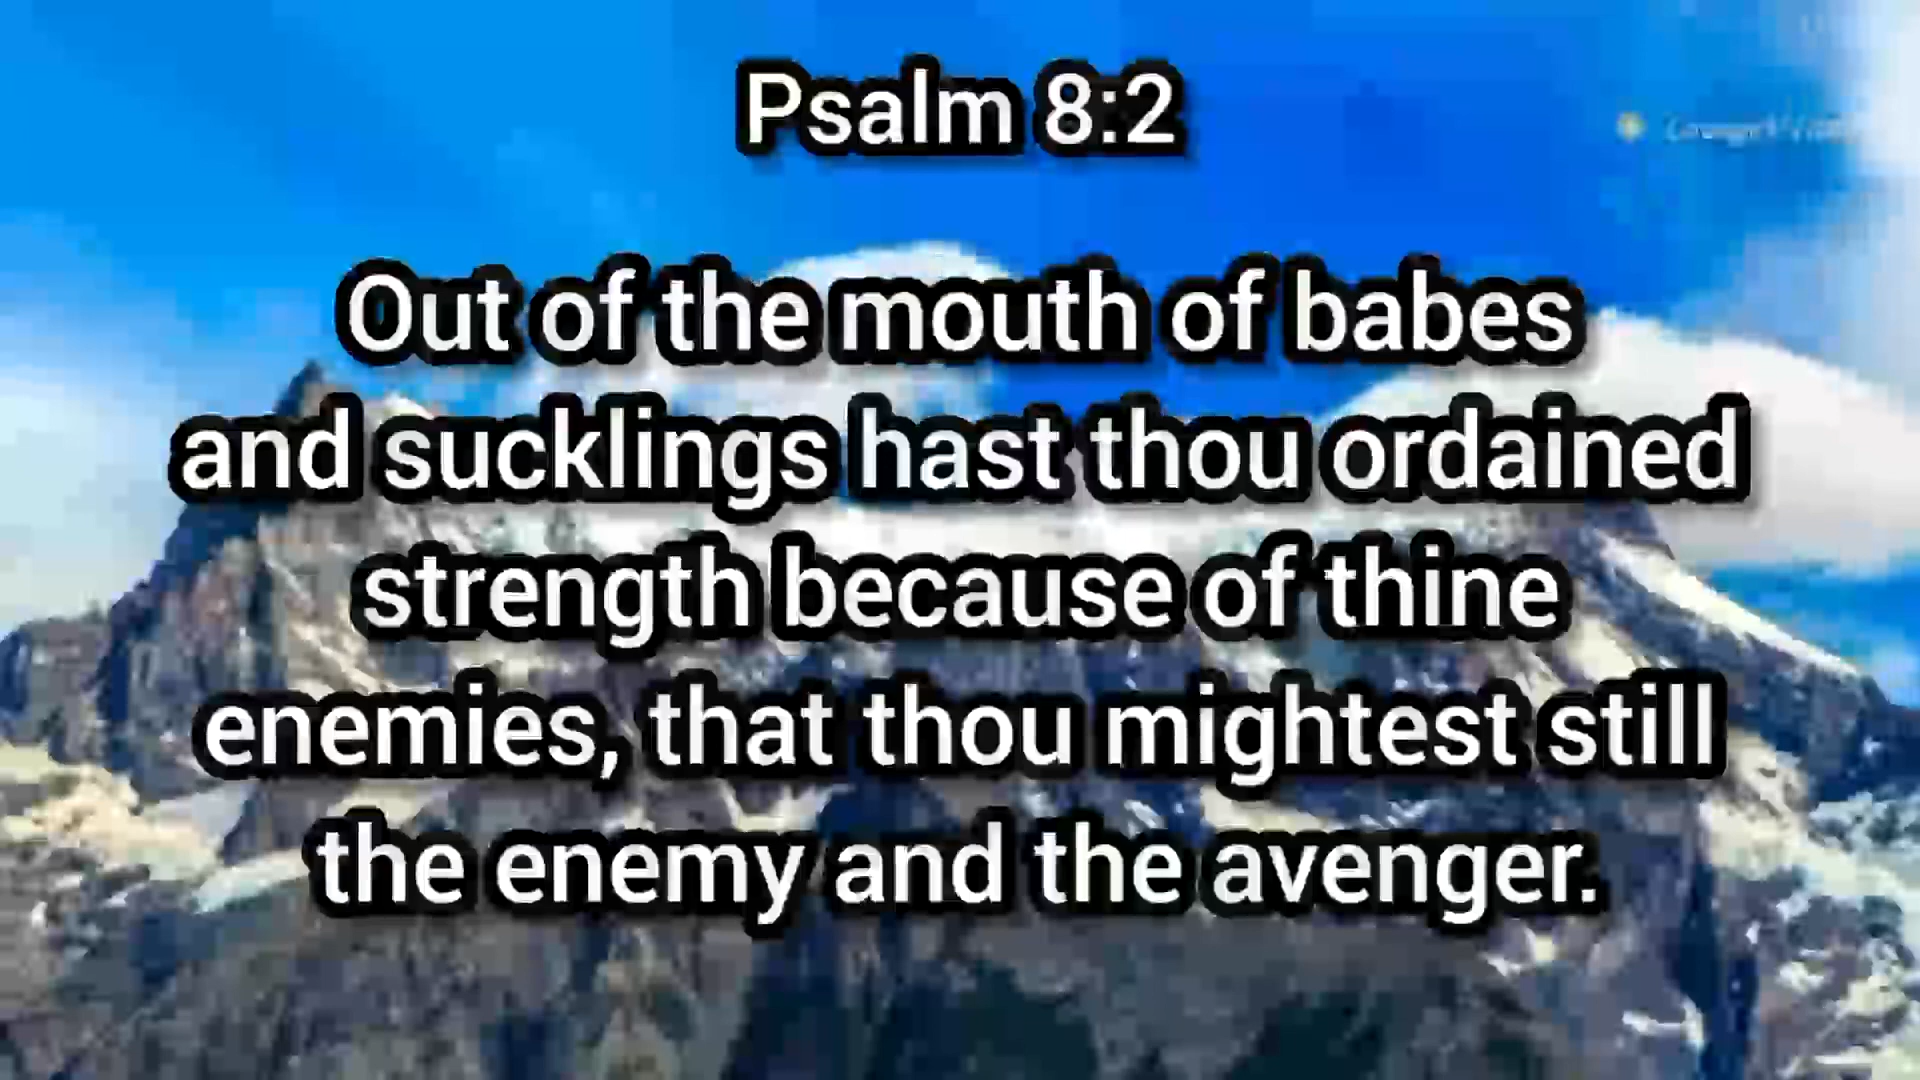 Psalm 8:2
Out of the mouth of babes
and sucklings hast thou ordained
strength because of thine
enemies, that thou mightest still
the enemy and the avenger.